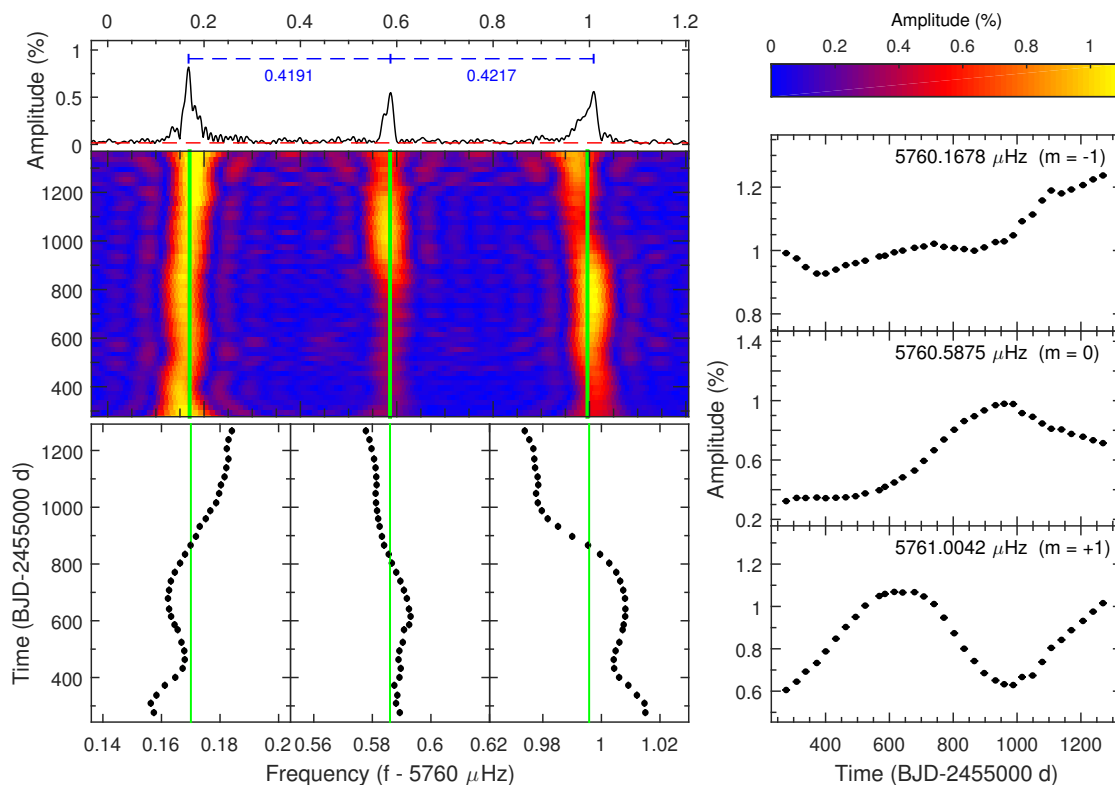 0 0.2 0.4 0.6 0.8 1 1.2
Amplitude (%)
1
0.5
0
0.4191 0.4217
1200
1000
800
600
400
1200
1000
800
600
400
Time (BJD-2455000 d)
0.14 0.16 0.18 0.2 0.56 0.58 0.6 0.62 0.98 1 1.02
Frequency (f - 5760 μHz)
Amplitude (%)
0 0.2 0.4 0.6 0.8 1
5760.1678 μHz (m = -1)
1.2
1
0.8
5760.5875 μHz (m = 0)
1.4
1
0.6
0.2
Amplitude (%)
5761.0042 μHz (m = +1)
1.2
1
0.8
0.6
400 600 800 1000 1200
Time (BJD-2455000 d)